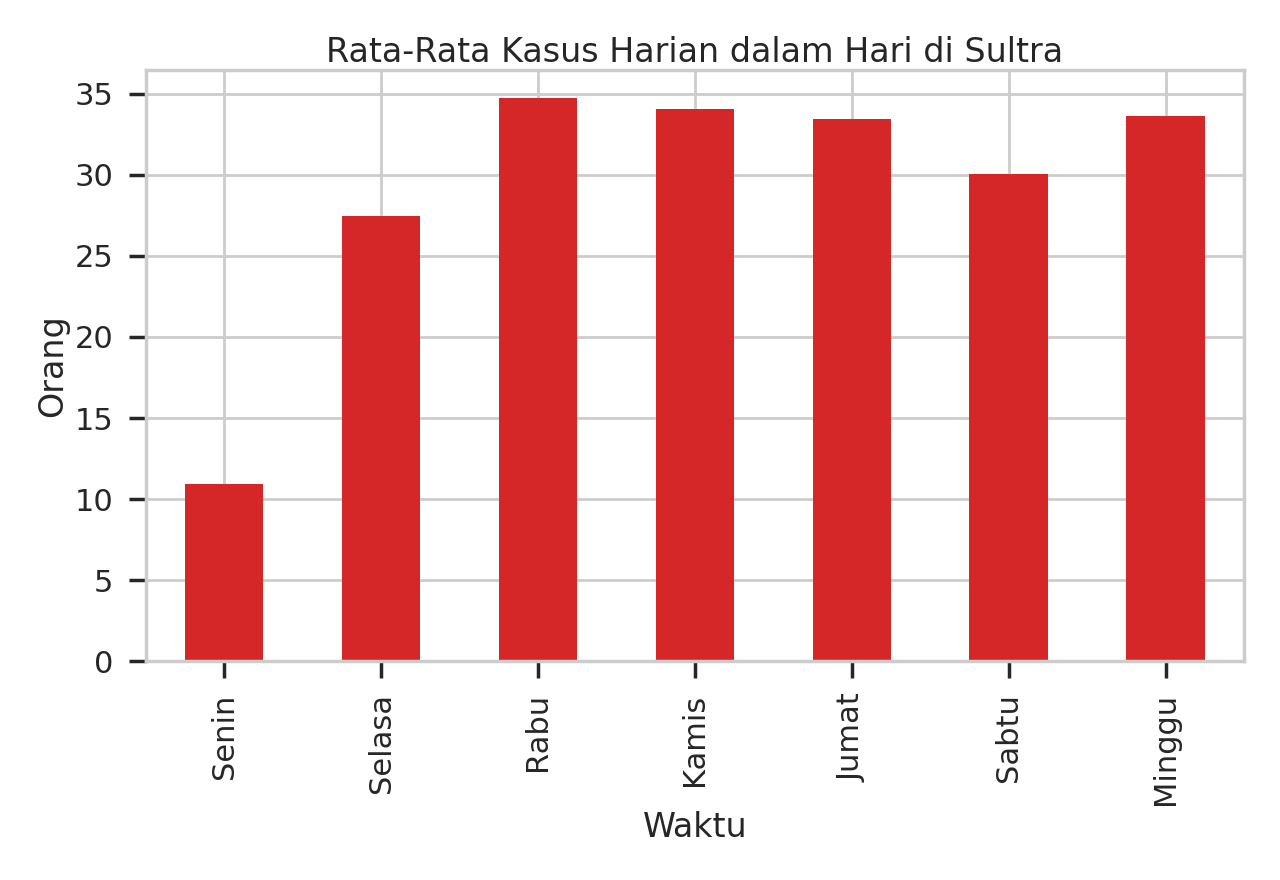 Rata-Rata Kasus Harian dalam Hari di Sultra
35
30
25
20
15
10
5
0
Orang
Senin
Selasa
Rabu
Kamis
Jumat
Sabtu
Minggu
Waktu